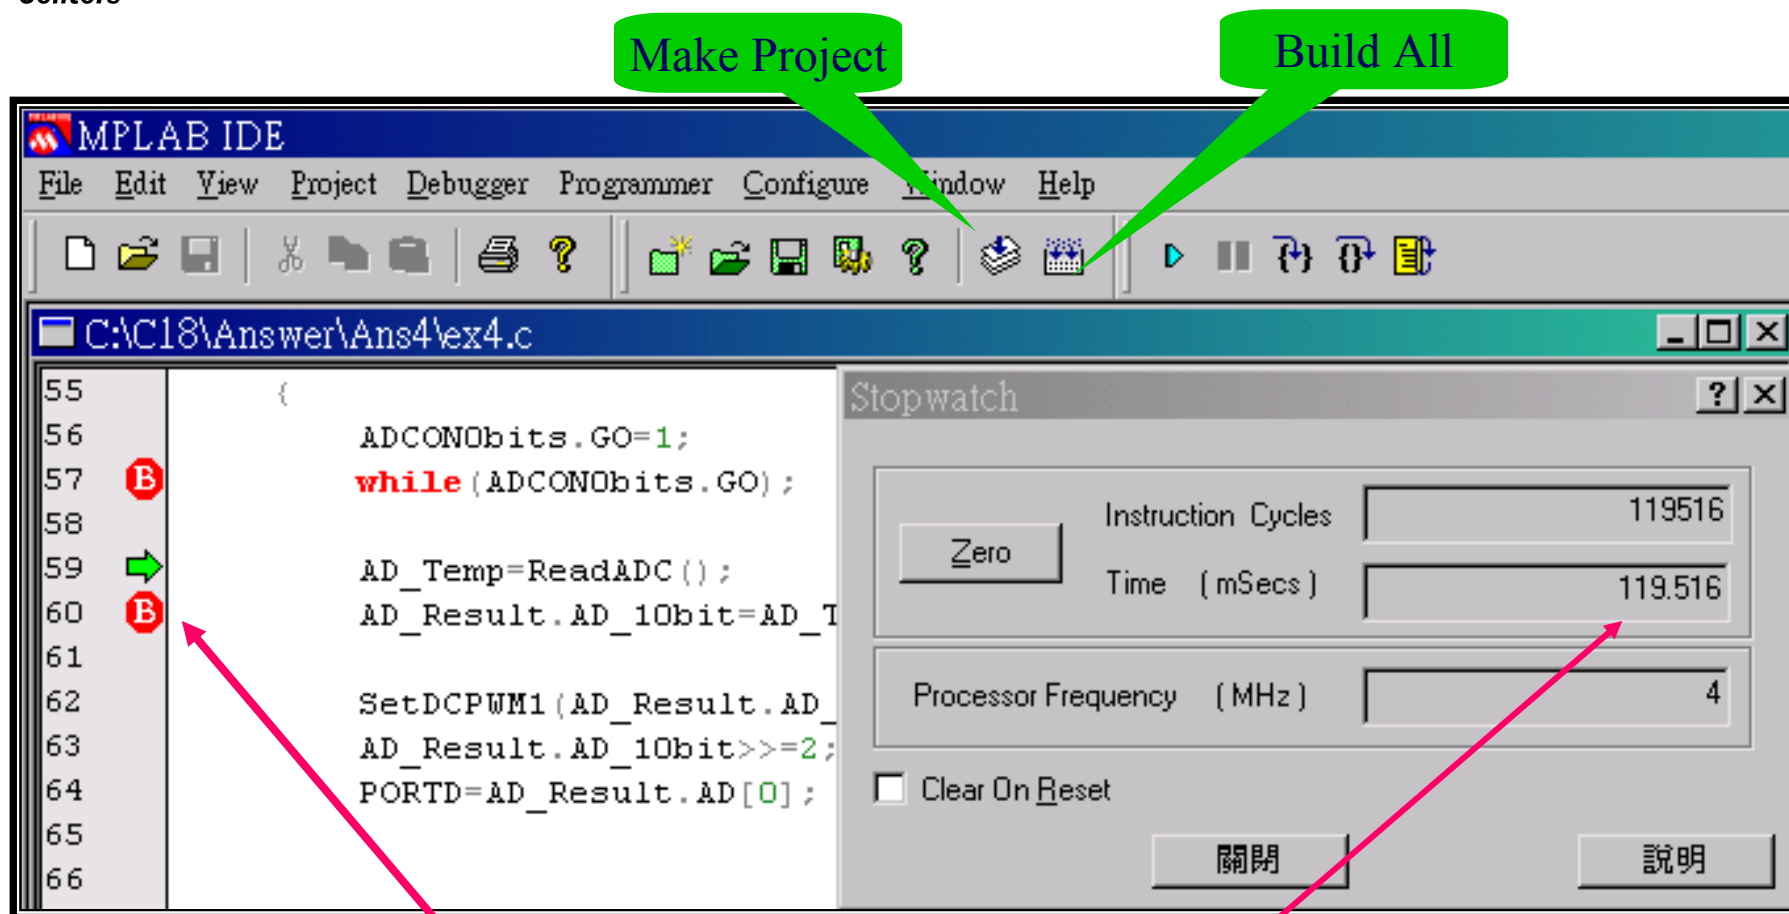 Make Project
Build All
MPLAB IDE
File Edit View Project Debugger Programmer Configure Window Help
C:\C18\Answer\Ans4\ex4.c
55 {
56 ADCON0bits.GO=1;
57 B while(ADCON0bits.GO);
58
59 AD_Temp=ReadADC();
60 B AD_Result.AD_10bit=AD_T
61
62 SetDCPWM1(AD_Result.AD_
63 AD_Result.AD_10bit>>=2;
64 PORTD=AD_Result.AD[0];
65
66
Stopwatch
Zero
Instruction Cycles 119516
Time (mSecs) 119.516
Processor Frequency (MHz) 4
Clear On Reset
關閉 說明